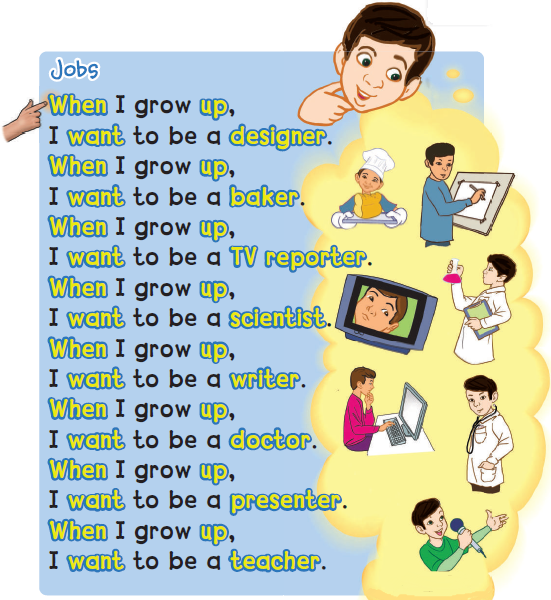 Jobs
When I grow up,
I want to be a designer.
When I grow up,
I want to be a baker.
When I grow up,
I want to be a TV reporter.
When I grow up,
I want to be a scientist.
When I grow up,
I want to be a writer.
When I grow up,
I want to be a doctor.
When I grow up,
I want to be a presenter.
When I grow up,
I want to be a teacher.